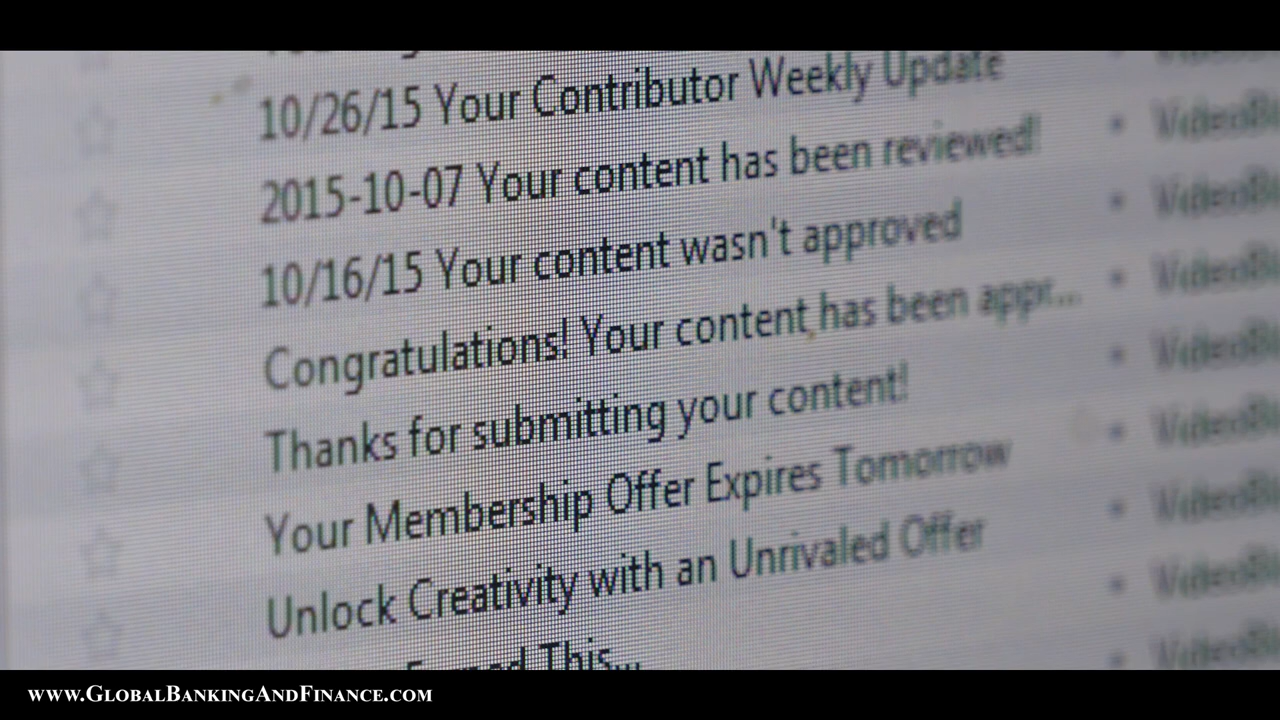 10/26/15 Your Contributor Weekly Update
2015-10-07 Your content has been reviewed!
10/16/15 Your content wasn't approved
Congratulations! Your content has been appr...
Thanks for submitting your content!
Your Membership Offer Expires Tomorrow
Unlock Creativity with an Unrivaled Offer
This...
www.GlobalBankingAndFinance.com